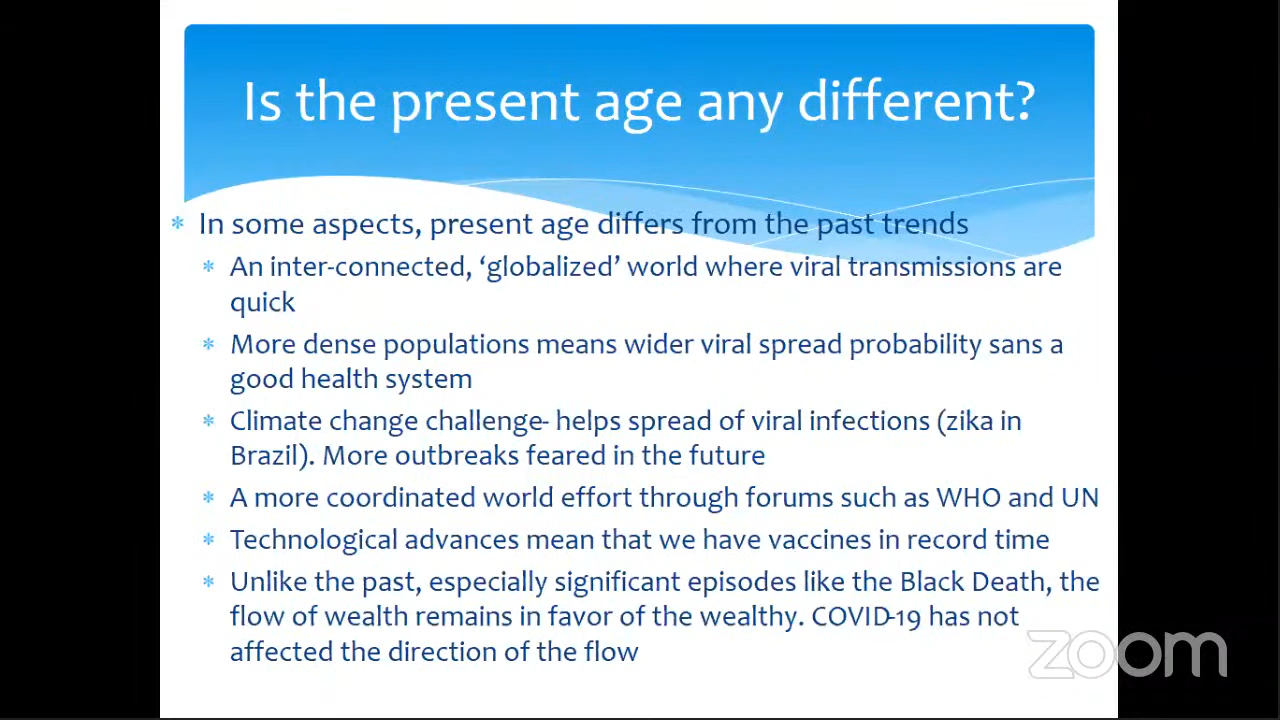 Is the present age any different?
* In some aspects, present age differs from the past trends
* An inter-connected, ‘globalized’ world where viral transmissions are
quick
* More dense populations means wider viral spread probability sans a
good health system
* Climate change challenge- helps spread of viral infections (zika in
Brazil). More outbreaks feared in the future
* A more coordinated world effort through forums such as WHO and UN
* Technological advances mean that we have vaccines in record time
* Unlike the past, especially significant episodes like the Black Death, the
flow of wealth remains in favor of the wealthy. COVID-19 has not
affected the direction of the flow
zoom